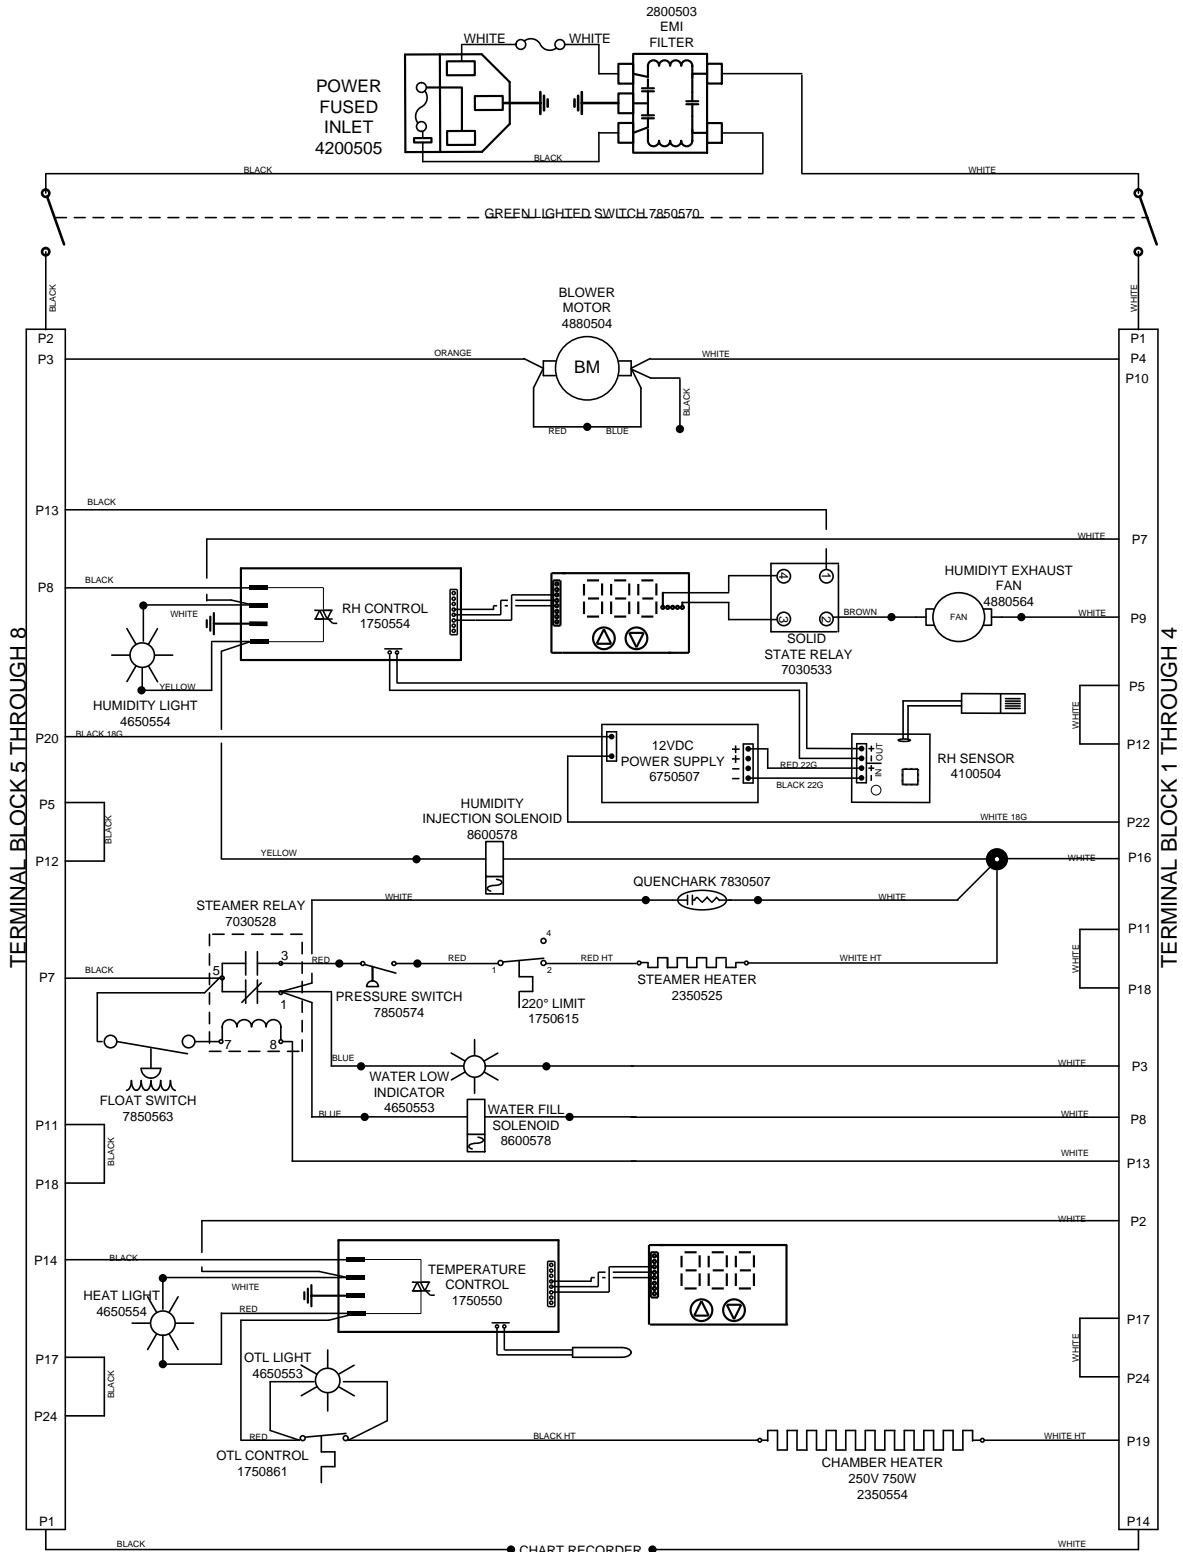 2800503
EMI
FILTER
WHITE
WHITE
POWER
FUSED
INLET
4200505
BLACK
BLACK
WHITE
GREEN LIGHTED SWITCH 7850570
BLACK
WHITE
BLOWER
MOTOR
4880504
BM
P2
P3
ORANGE
WHITE
P1
P4
P10
RED
BLUE
BLACK
P13
BLACK
WHITE
P7
P8
BLACK
WHITE
RH CONTROL
1750554
4
1
3
2
SOLID
STATE RELAY
7030533
BROWN
HUMIDIYT EXHAUST
FAN
4880564
FAN
WHITE
P9
YELLOW
HUMIDITY LIGHT
4650554
TERMINAL BLOCK 5 THROUGH 8
TERMINAL BLOCK 1 THROUGH 4
P5
WHITE
P12
P20
BLACK 18G
12VDC
POWER SUPPLY
6750507
+
+
–
–
RED 22G
BLACK 22G
+
–
+
–
OUT
IN
RH SENSOR
4100504
P5
BLACK
P12
HUMIDITY
INJECTION SOLENOID
8600578
WHITE 18G
P22
YELLOW
WHITE
P16
QUENCHARK 7830507
WHITE
WHITE
STEAMER RELAY
7030528
P11
WHITE
P18
P7
BLACK
5
3
1
7
8
RED
PRESSURE SWITCH
7850574
RED
4
1
2
220° LIMIT
1750615
RED HT
STEAMER HEATER
2350525
WHITE HT
BLUE
WATER LOW
INDICATOR
4650553
WHITE
P3
FLOAT SWITCH
7850563
BLUE
WATER FILL
SOLENOID
8600578
WHITE
P8
P11
BLACK
P18
WHITE
P13
WHITE
P2
P14
BLACK
WHITE
TEMPERATURE
CONTROL
1750550
HEAT LIGHT
4650554
RED
P17
BLACK
P24
P17
WHITE
P24
OTL LIGHT
4650553
RED
OTL CONTROL
1750861
BLACK HT
CHAMBER HEATER
250V 750W
2350554
WHITE HT
P19
P1
P14
BLACK
CHART RECORDER
WHITE